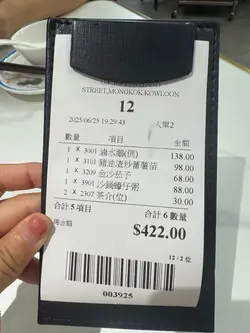 STREET,MONGKOK,KOWLOON
12
2025/06/25 19:29:43 人數2
數量 項目 金額
1 X 3001 滷水鵝(例) 138.00
1 X 3101 豬油渣炒蕃薯苗 98.00
1 X 3209 金沙茄子 68.00
1 X 3901 沙鍋蠔仔粥 88.00
2 X 2307 茶介(位) 30.00
合計 5 項目 合計 6 數量
總金額 $422.00
12 / 2 位
003925